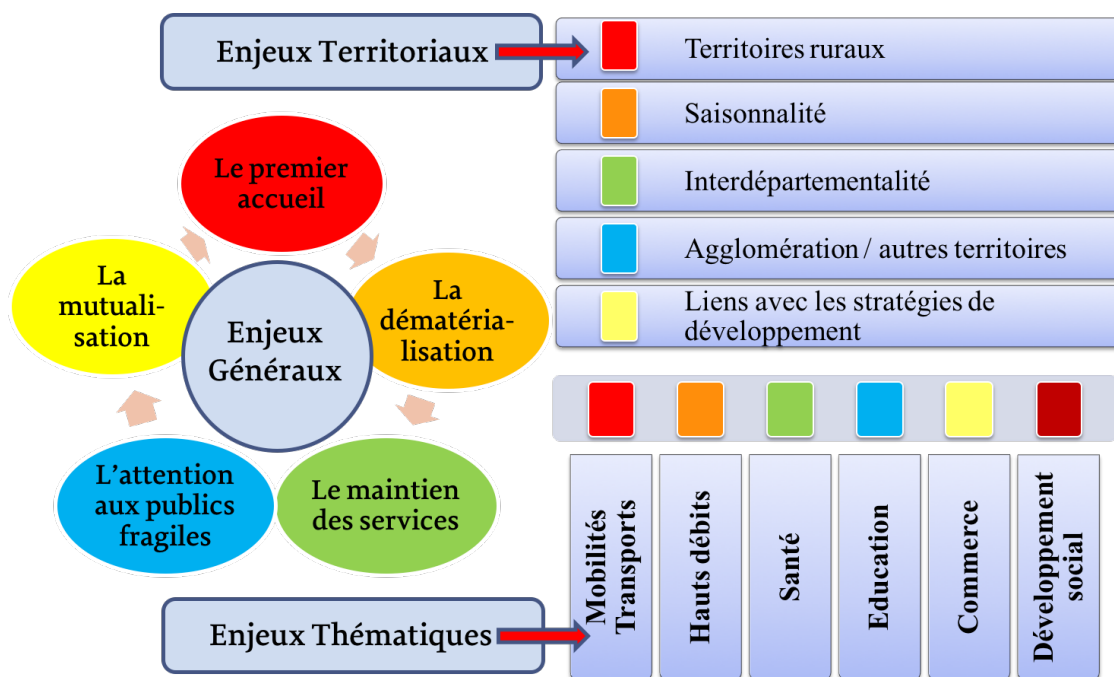 Enjeux Territoriaux
Territoires ruraux
Saisonnalité
Interdépartementalité
Agglomération / autres territoires
Liens avec les stratégies de
développement
Le premier
accueil
La
mutuali-
sation
La
dématéria-
lisation
Enjeux
Généraux
L'attention
aux publics
fragiles
Le maintien
des services
Enjeux Thématiques
Mobilités
Transports
Hauts débits
Santé
Education
Commerce
Développement
social